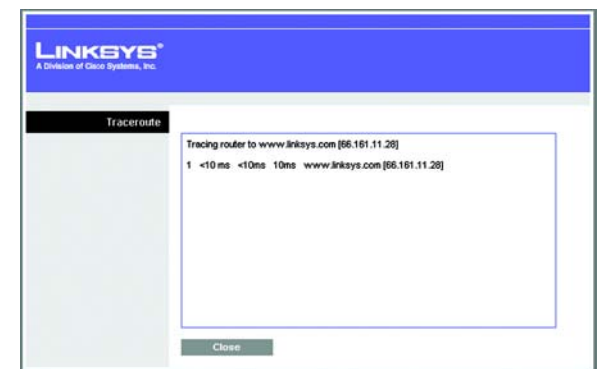 LINKSYS®
A Division of Cisco Systems, Inc.
Traceroute
Tracing router to www.linksys.com [66.161.11.28]
1 <10 ms <10ms 10ms www.linksys.com [66.161.11.28]
Close